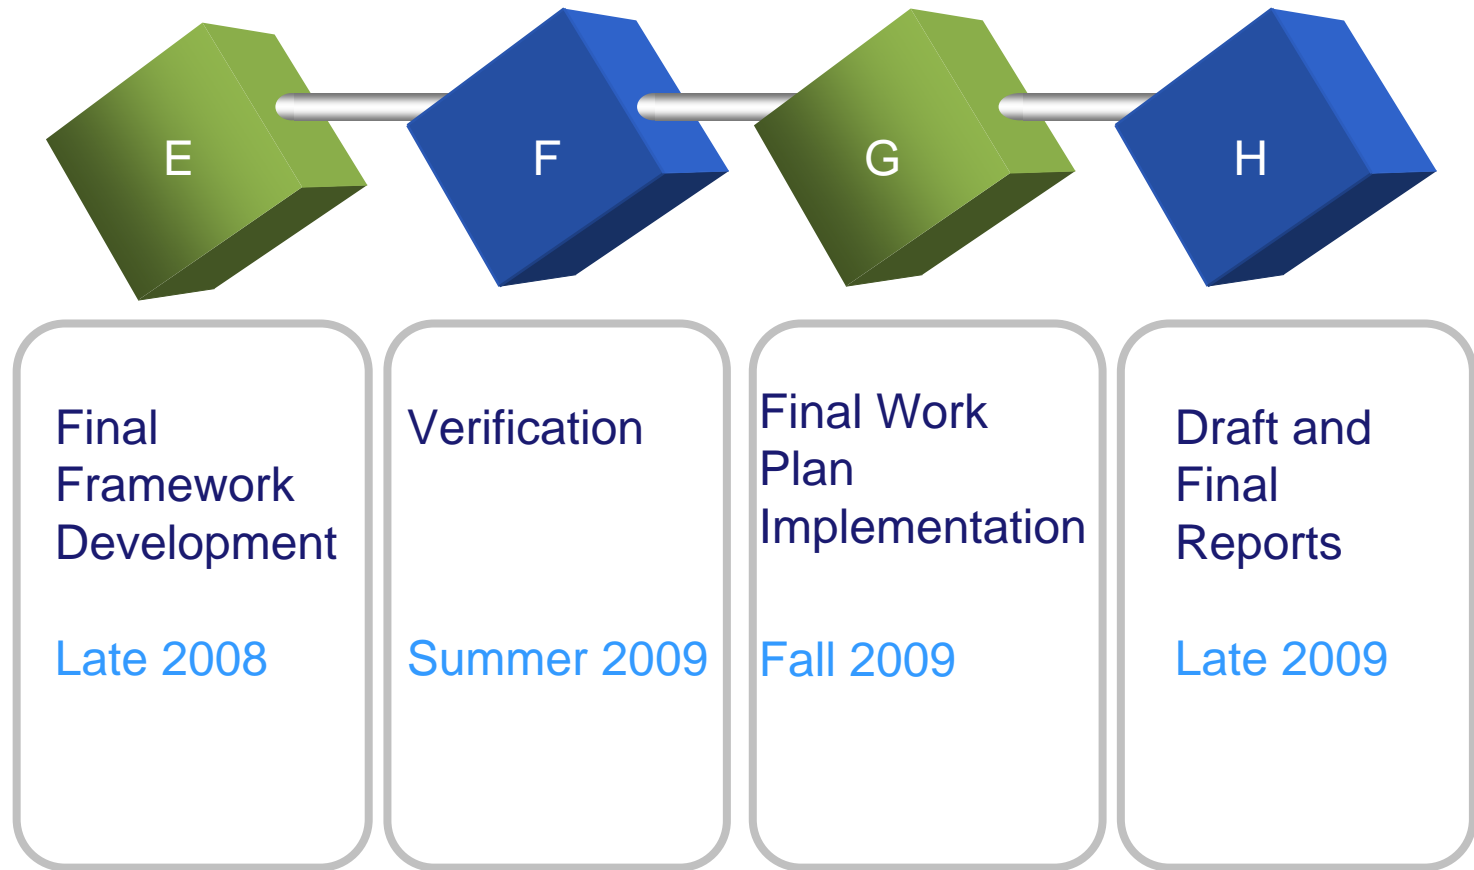 E
F
G
H
Final
Framework
Development
Late 2008
Verification
Summer 2009
Final Work
Plan
Implementation
Fall 2009
Draft and
Final
Reports
Late 2009